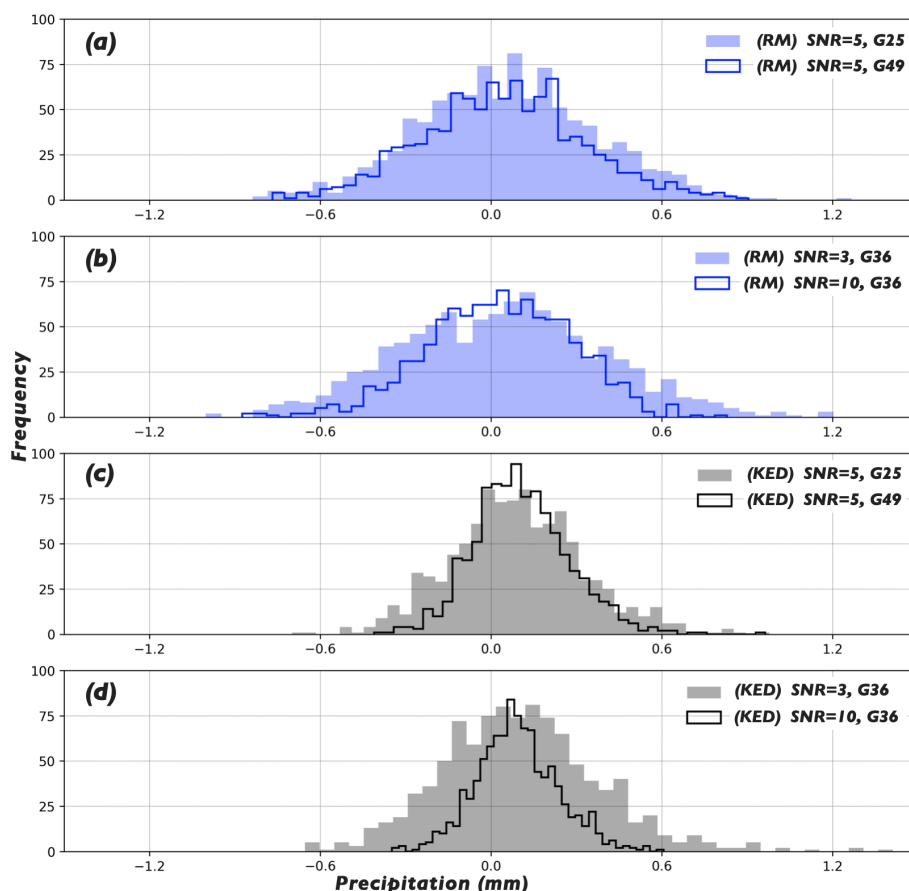 100
75
50
25
0
(a)
(RM) SNR=5, G25
(RM) SNR=5, G49
−1.2 −0.6 0.0 0.6 1.2
100
75
50
25
0
(b)
(RM) SNR=3, G36
(RM) SNR=10, G36
−1.2 −0.6 0.0 0.6 1.2
Frequency
100
75
50
25
0
(c)
(KED) SNR=5, G25
(KED) SNR=5, G49
−1.2 −0.6 0.0 0.6 1.2
100
75
50
25
0
(d)
(KED) SNR=3, G36
(KED) SNR=10, G36
−1.2 −0.6 0.0 0.6 1.2
Precipitation (mm)